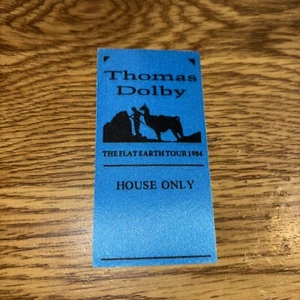 Thomas
Dolby
THE FLAT EARTH TOUR 1984
HOUSE ONLY